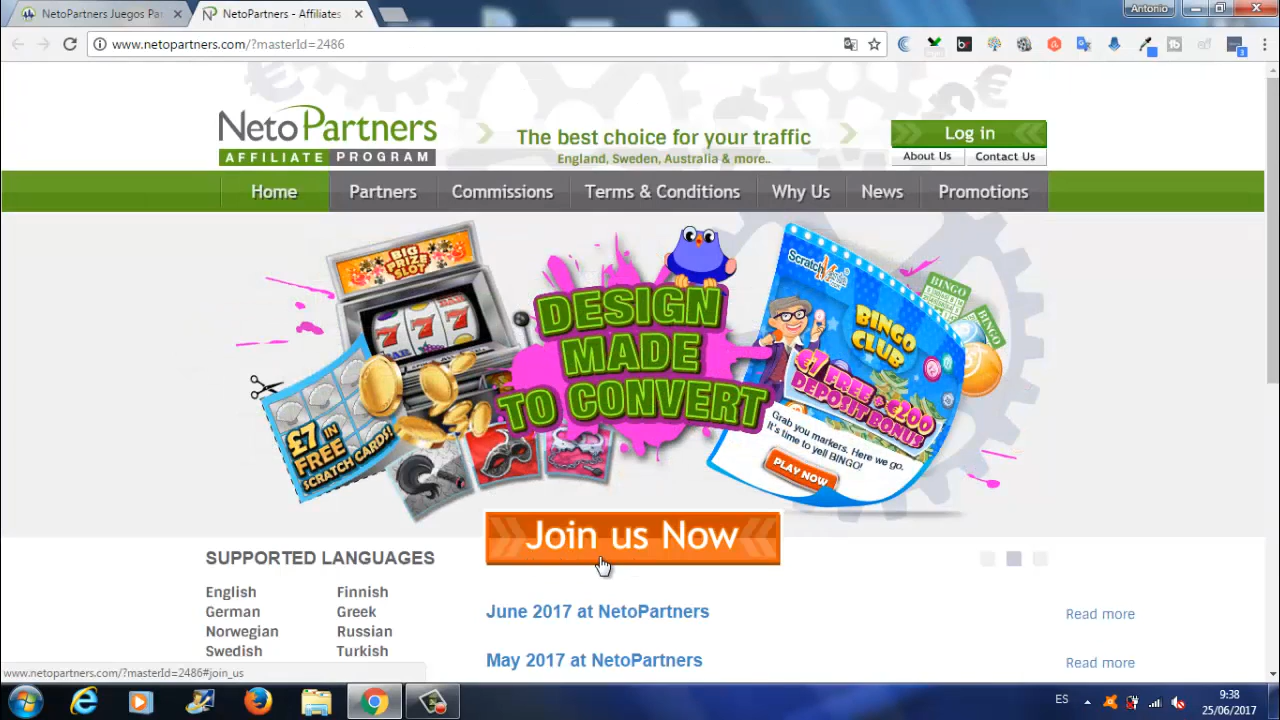 NetoPartners Juegos Pa
NetoPartners - Affiliates
Antonio
www.netopartners.com/?masterId=2486
3
NetoPartners
AFFILIATE PROGRAM
The best choice for your traffic
England, Sweden, Australia & more..
Log in
About Us
Contact Us
Home
Partners
Commissions
Terms & Conditions
Why Us
News
Promotions
BIG
PRIZE
SLOT
7 7 7
£7 IN
FREE
SCRATCH CARDS!
DESIGN
MADE
TO CONVERT
BINGO
CLUB
€7 FREE + €200
DEPOSIT BONUS
Grab you markers. Here we go.
It's time to yell BINGO!
PLAY NOW
BINGO
BINGO
Join us Now
SUPPORTED LANGUAGES
English
Finnish
German
Greek
Norwegian
Russian
Swedish
Turkish
June 2017 at NetoPartners
Read more
May 2017 at NetoPartners
Read more
www.netopartners.com/?masterId=2486#join_us
ES
9:38
25/06/2017